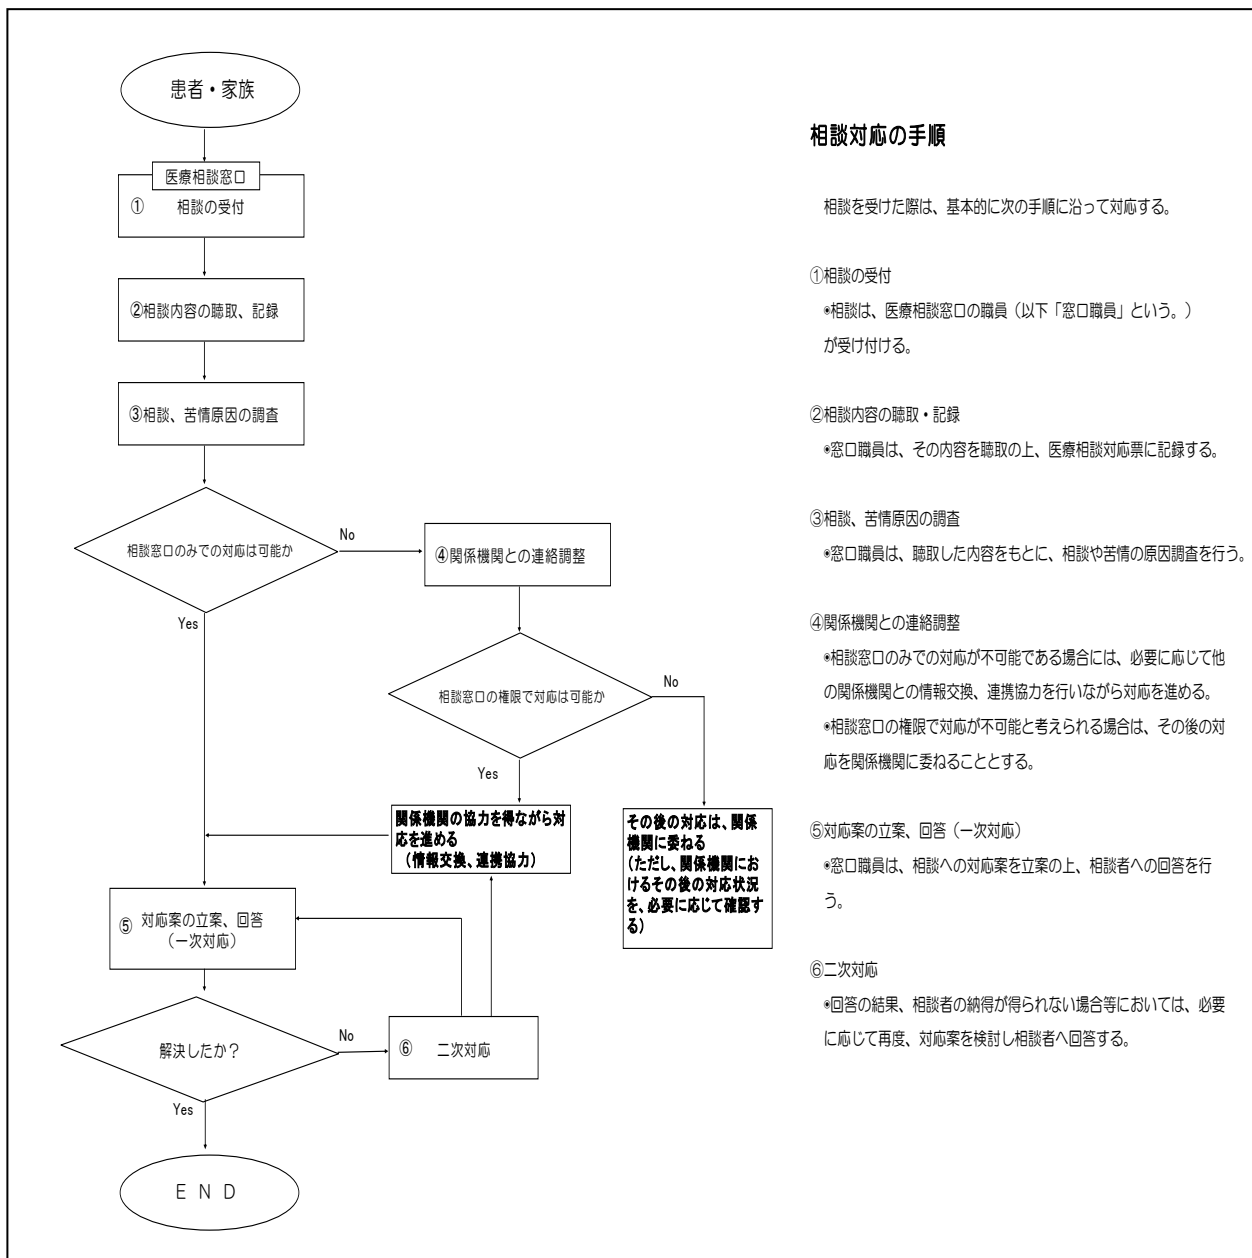 患者・家族
医療相談窓口
① 相談の受付
②相談内容の聴取、記録
③相談、苦情原因の調査
相談窓口のみでの対応は可能か
No
Yes
④関係機関との連絡調整
相談窓口の権限で対応は可能か
No
Yes
関係機関の協力を得ながら対
応を進める
（情報交換、連携協力）
その後の対応は、関係
機関に委ねる
（ただし、関係機関にお
けるその後の対応状況
を、必要に応じて確認す
る）
⑤ 対応案の立案、回答
（一次対応）
解決したか？
No
Yes
⑥ 二次対応
ＥＮＤ
相談対応の手順
相談を受けた際は、基本的に次の手順に沿って対応する。
①相談の受付
*相談は、医療相談窓口の職員（以下「窓口職員」という。）
が受け付ける。
②相談内容の聴取・記録
*窓口職員は、その内容を聴取の上、医療相談対応票に記録する。
③相談、苦情原因の調査
*窓口職員は、聴取した内容をもとに、相談や苦情の原因調査を行う。
④関係機関との連絡調整
*相談窓口のみでの対応が不可能である場合には、必要に応じて他
の関係機関との情報交換、連携協力を行いながら対応を進める。
*相談窓口の権限で対応が不可能と考えられる場合は、その後の対
応を関係機関に委ねることとする。
⑤対応案の立案、回答（一次対応）
*窓口職員は、相談への対応案を立案の上、相談者への回答を行
う。
⑥二次対応
*回答の結果、相談者の納得が得られない場合等においては、必要
に応じて再度、対応案を検討し相談者へ回答する。